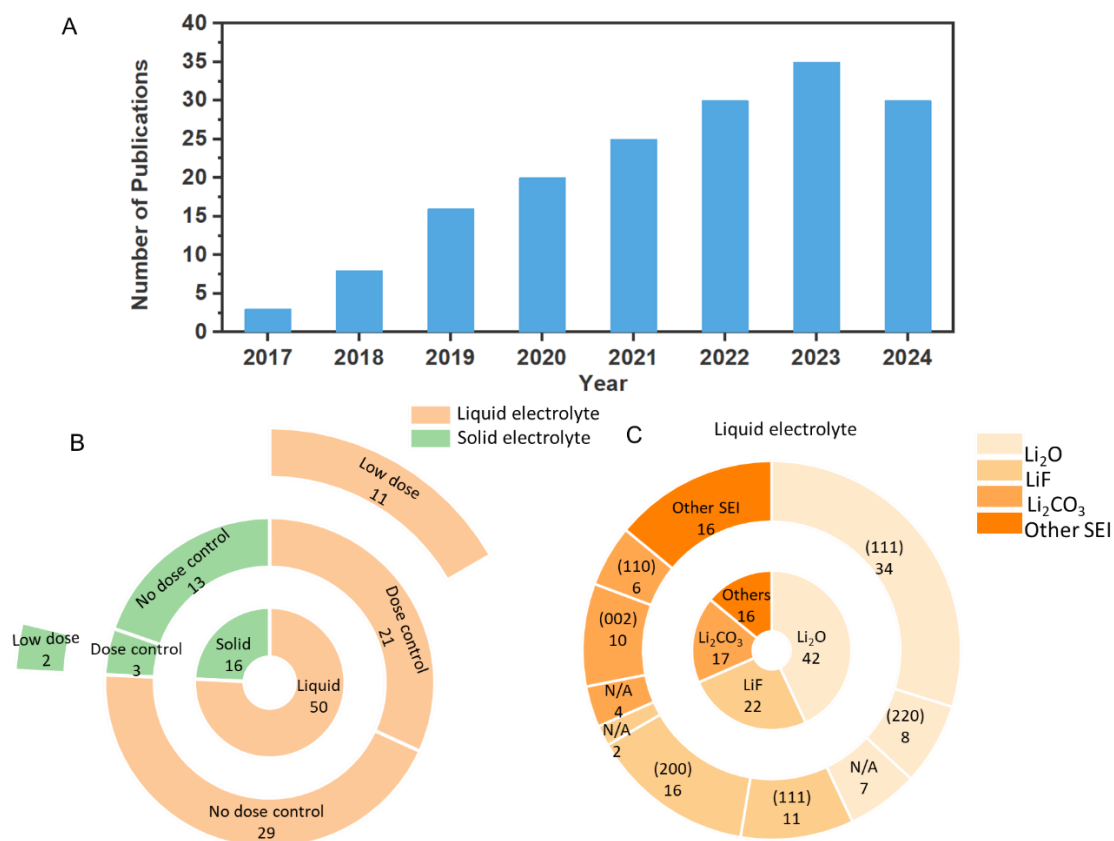 A
Number of Publications
40
35
30
25
20
15
10
5
0
2017 2018 2019 2020 2021 2022 2023 2024
Year
B
Liquid electrolyte
Solid electrolyte
Low dose
11
No dose control
13
Dose control
21
Low dose
2
Dose control
3
Solid
16
Liquid
50
No dose control
29
C
Liquid electrolyte
Li₂O
LiF
Li₂CO₃
Other SEI
Other SEI
16
(111)
34
(110)
6
(002)
10
N/A
4
N/A
2
(200)
16
(111)
11
N/A
7
(220)
8
Others
16
Li₂CO₃
17
Li₂O
42
LiF
22